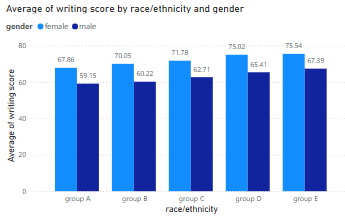 Average of writing score by race/ethnicity and gender
gender female male
Average of writing score
80
60
40
20
0
67.86 59.15 70.05 60.22 71.78 62.71 75.02 65.41 75.54 67.39
group A group B group C group D group E
race/ethnicity